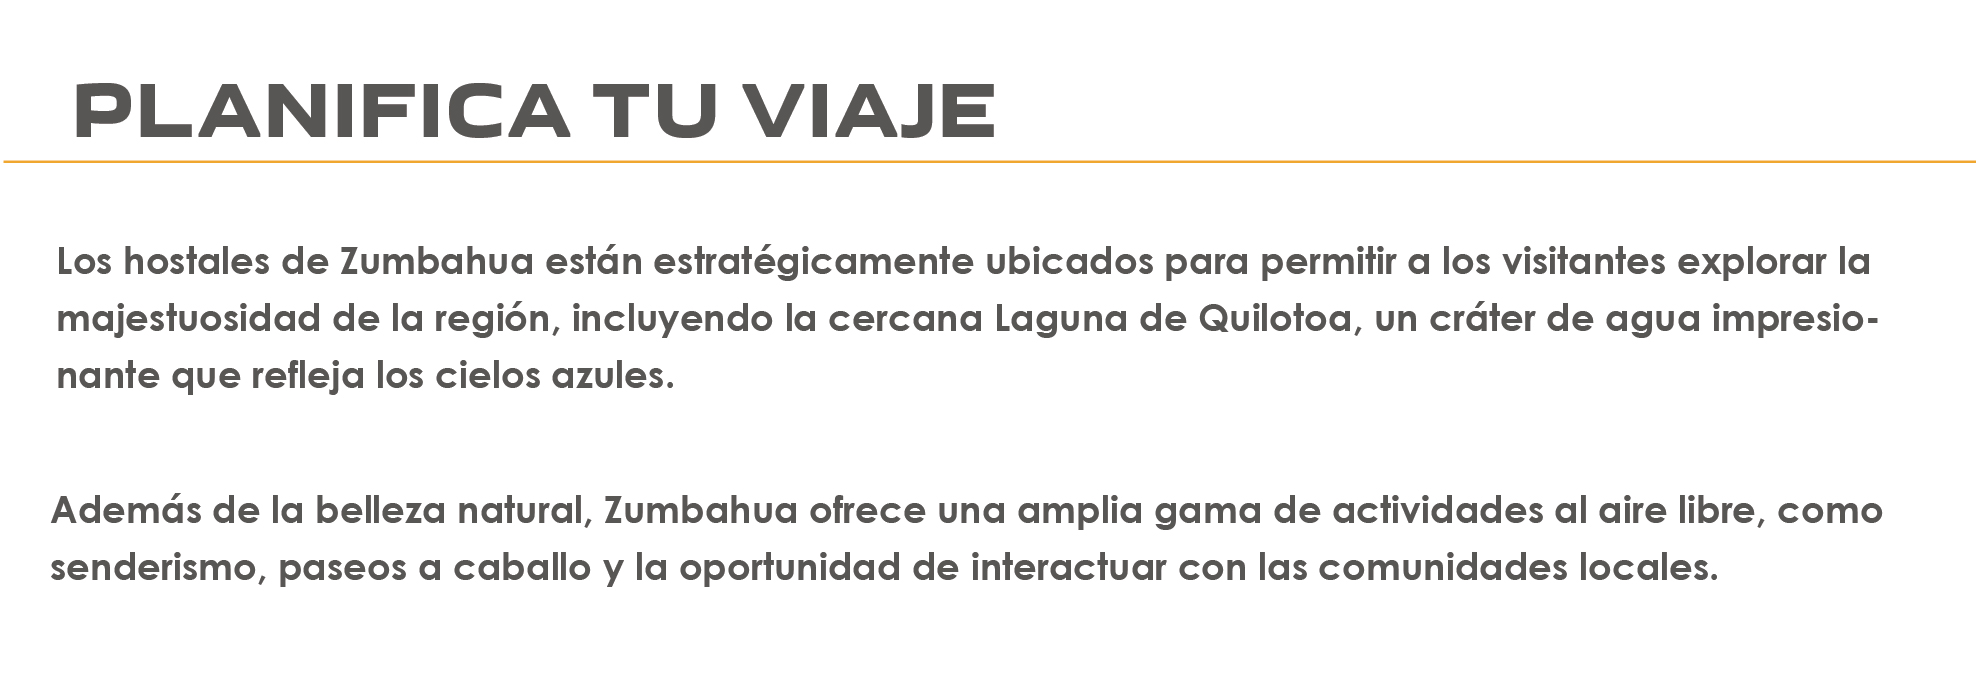 PLANIFICA TU VIAJE
Los hostales de Zumbahua están estratégicamente ubicados para permitir a los visitantes explorar la
majestuosidad de la región, incluyendo la cercana Laguna de Quilotoa, un cráter de agua impresio-
nante que refleja los cielos azules.
Además de la belleza natural, Zumbahua ofrece una amplia gama de actividades al aire libre, como
senderismo, paseos a caballo y la oportunidad de interactuar con las comunidades locales.